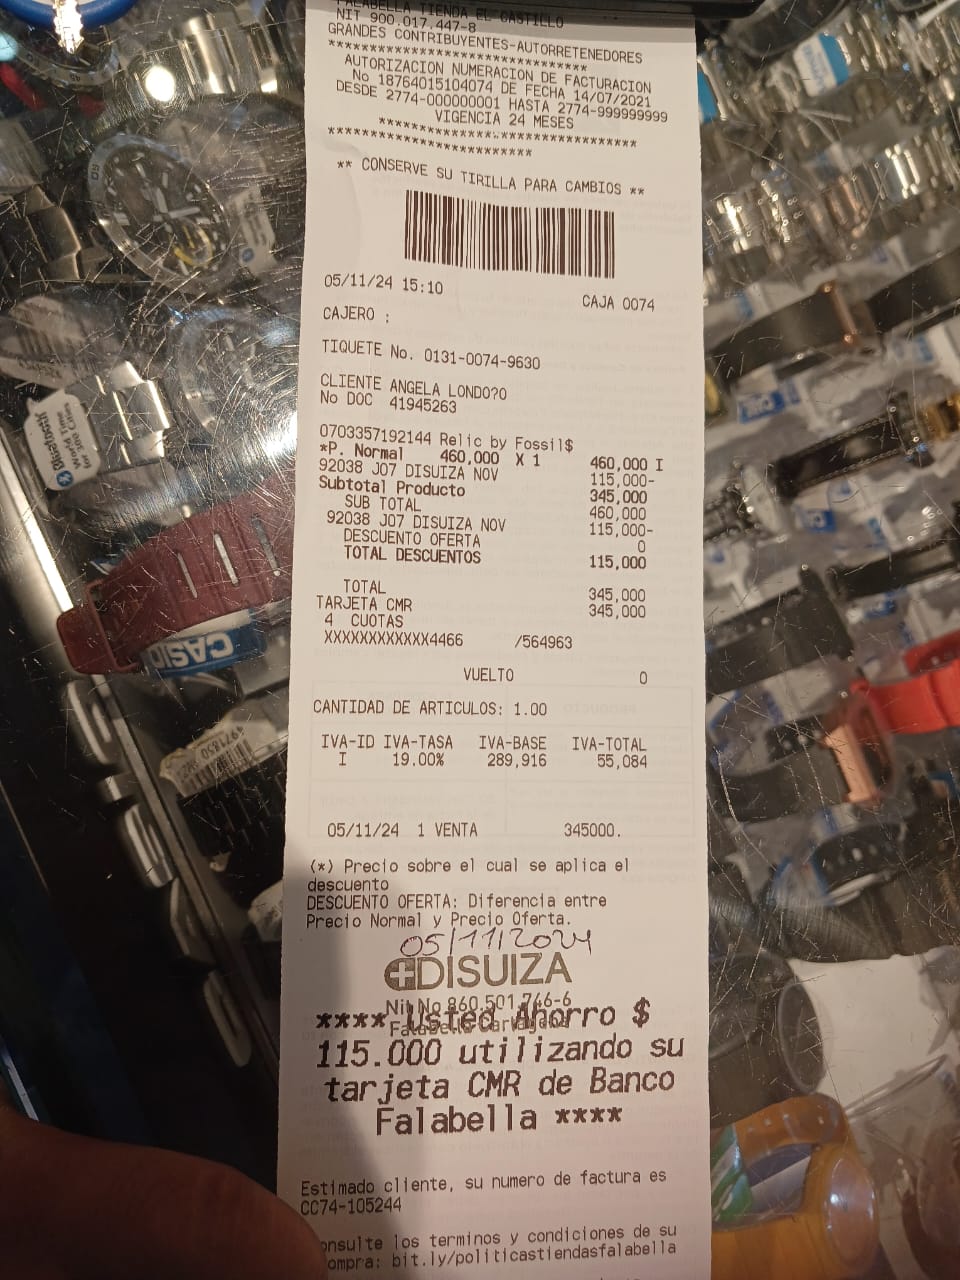 FALABELLA TIENDA EL CASTILLO
NIT 900.017.447-8
GRANDES CONTRIBUYENTES-AUTORRETENEDORES
*********************************
AUTORIZACION NUMERACION DE FACTURACION
No 18764015104074 DE FECHA 14/07/2021
DESDE 2774-000000001 HASTA 2774-999999999
VIGENCIA 24 MESES
*********************************
*************************
** CONSERVE SU TIRILLA PARA CAMBIOS **
05/11/24 15:10 CAJA 0074
CAJERO :
TIQUETE No. 0131-0074-9630
CLIENTE ANGELA LONDO?O
No DOC 41945263
0703357192144 Relic by Fossil$
*P. Normal 460,000 X 1 460,000 I
92038 J07 DISUIZA NOV 115,000-
Subtotal Producto 345,000
SUB TOTAL 460,000
92038 J07 DISUIZA NOV 115,000-
DESCUENTO OFERTA 0
TOTAL DESCUENTOS 115,000
TOTAL 345,000
TARJETA CMR 345,000
4 CUOTAS
XXXXXXXXXXXX4466 /564963
VUELTO 0
CANTIDAD DE ARTICULOS: 1.00
IVA-ID IVA-TASA IVA-BASE IVA-TOTAL
I 19.00% 289,916 55,084
05/11/24 1 VENTA 345000.
(*) Precio sobre el cual se aplica el
descuento
DESCUENTO OFERTA: Diferencia entre
Precio Normal y Precio Oferta.
05/11/2024
DISUIZA
Nit No 860.501.746-6
Falabella Cartagena
**** Usted Ahorro $
115.000 utilizando su
tarjeta CMR de Banco
Falabella ****
Estimado cliente, su numero de factura es
CC74-105244
onsulte los terminos y condiciones de su
ompra: bit.ly/politicastiendasfalabella
CASIO
Bluetooth
World Time
for 300 Cities